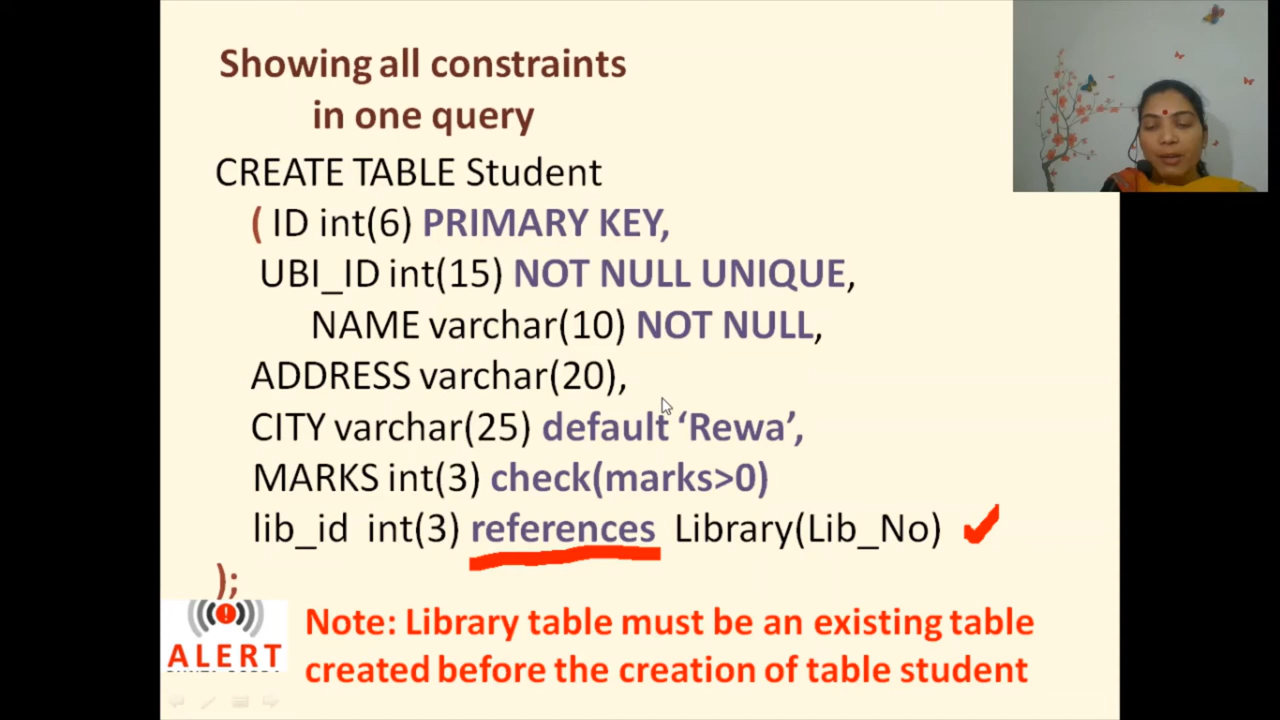 Showing all constraints
in one query
CREATE TABLE Student
( ID int(6) PRIMARY KEY,
UBI_ID int(15) NOT NULL UNIQUE,
NAME varchar(10) NOT NULL,
ADDRESS varchar(20),
CITY varchar(25) default ‘Rewa’,
MARKS int(3) check(marks>0)
lib_id int(3) references Library(Lib_No)
);
ALERT
Note: Library table must be an existing table
created before the creation of table student